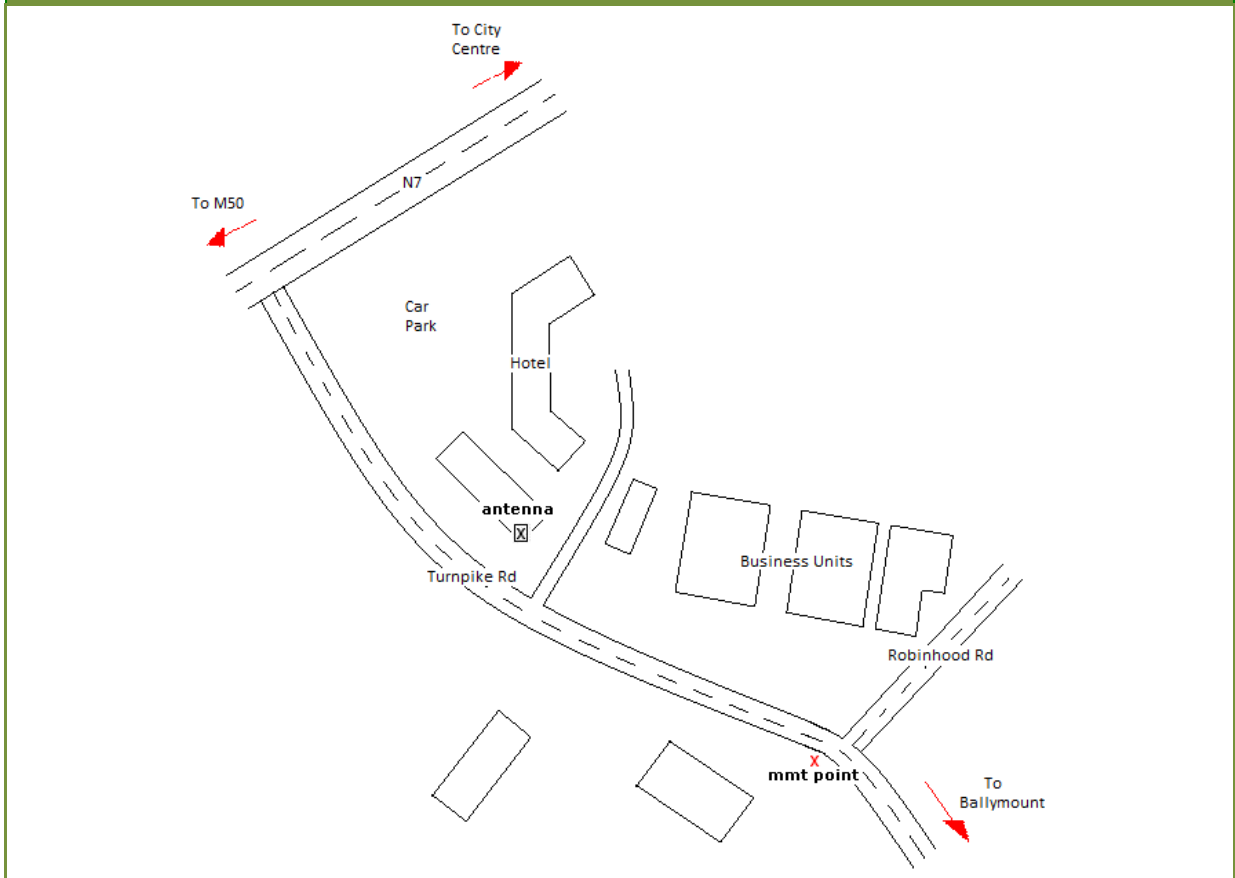 To City
Centre
N7
To M50
Car
Park
Hotel
antenna
X
Turnpike Rd
Business Units
Robinhood Rd
X
mmt point
To
Ballymount